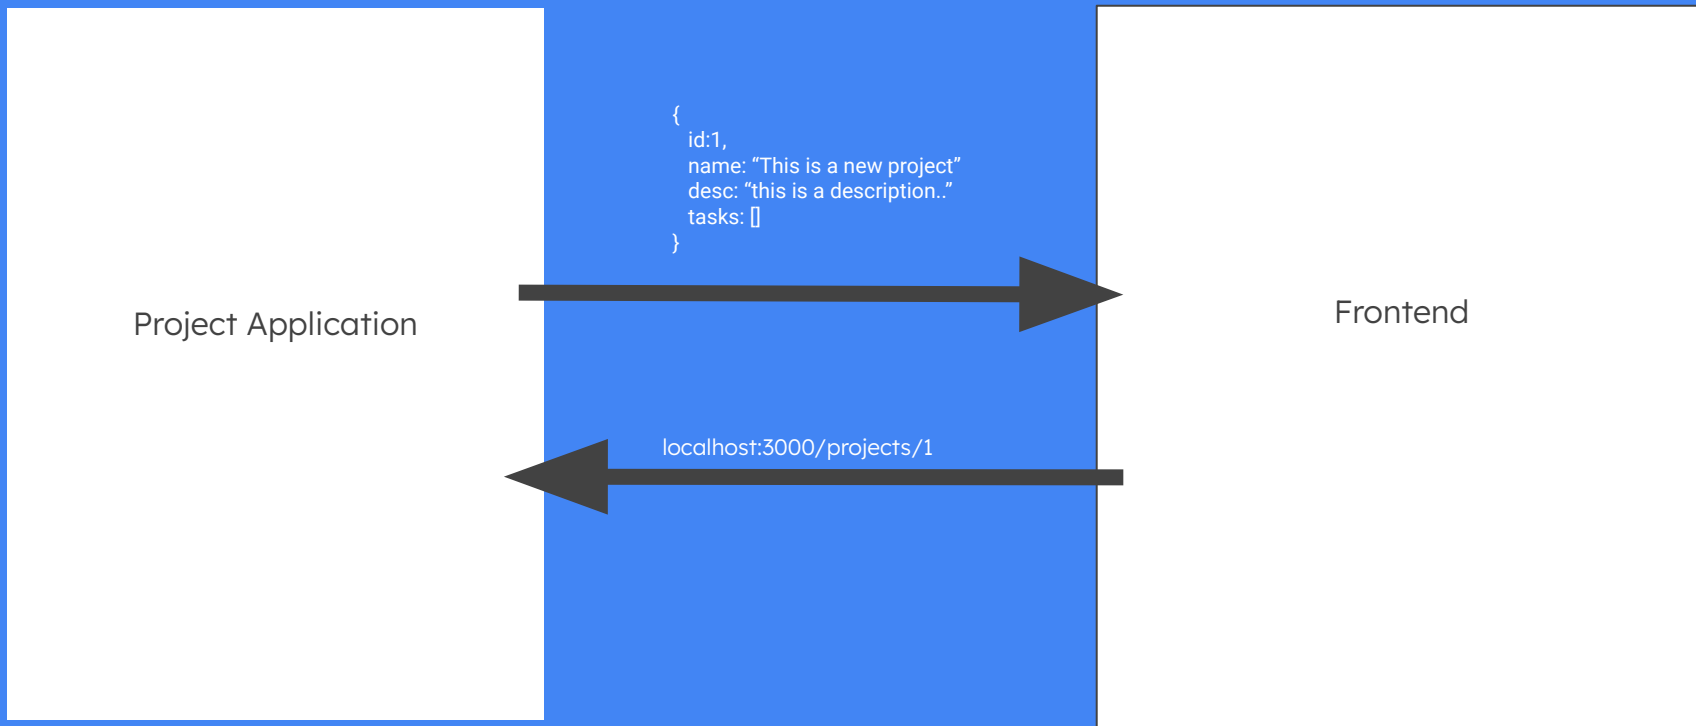 {
id:1,
name: “This is a new project”
desc: “this is a description..”
tasks: []
}
Project Application
Frontend
localhost:3000/projects/1